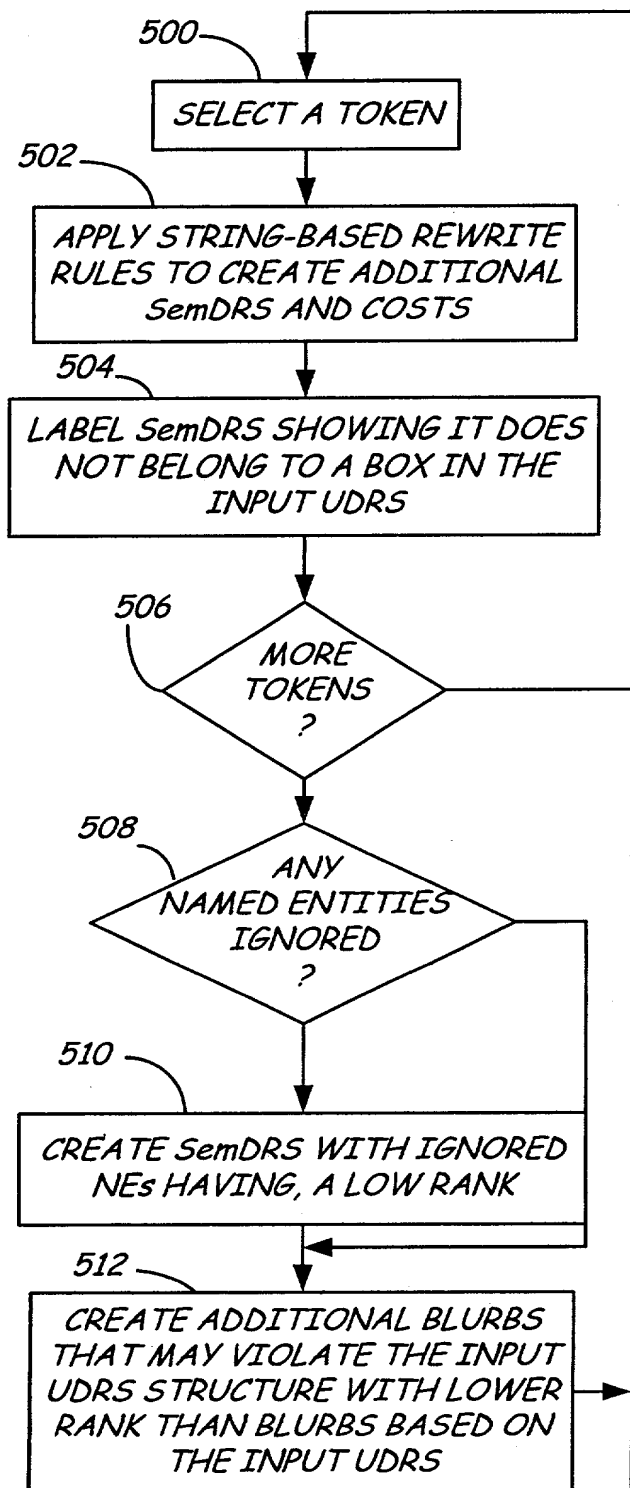 500
SELECT A TOKEN
502
APPLY STRING-BASED REWRITE
RULES TO CREATE ADDITIONAL
SemDRS AND COSTS
504
LABEL SemDRS SHOWING IT DOES
NOT BELONG TO A BOX IN THE
INPUT UDRS
506
MORE
TOKENS
?
508
ANY
NAMED ENTITIES
IGNORED
?
510
CREATE SemDRS WITH IGNORED
NEs HAVING, A LOW RANK
512
CREATE ADDITIONAL BLURBS
THAT MAY VIOLATE THE INPUT
UDRS STRUCTURE WITH LOWER
RANK THAN BLURBS BASED ON
THE INPUT UDRS